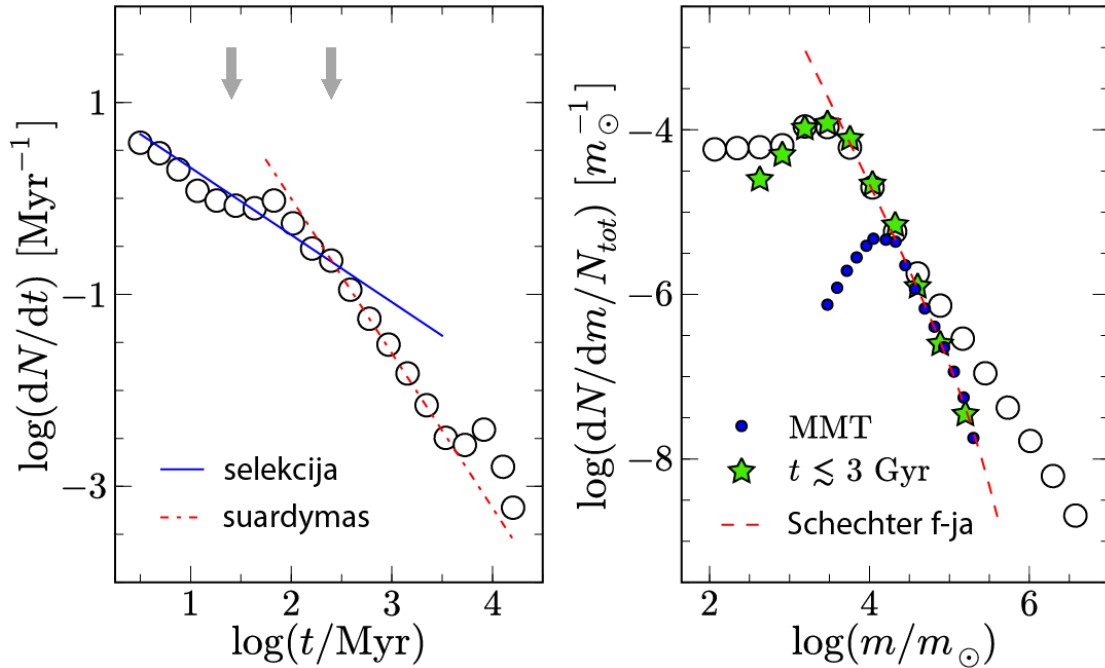 log(dN/dt) [Myr⁻¹]
1
−1
−3
selekcija
suardymas
1 2 3 4
log(t/Myr)
log(dN/dm/N_tot) [m_⊙⁻¹]
−4
−6
−8
MMT
t ≲ 3 Gyr
Schechter f-ja
2 4 6
log(m/m_⊙)